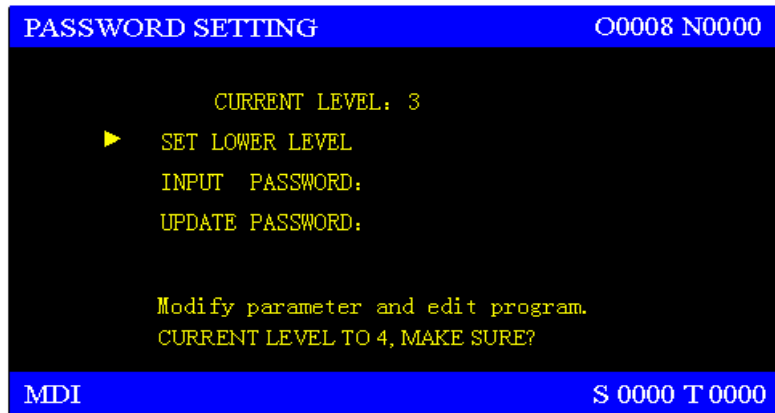 PASSWORD SETTING O0008 N0000
CURRENT LEVEL: 3
SET LOWER LEVEL
INPUT PASSWORD:
UPDATE PASSWORD:
Modify parameter and edit program.
CURRENT LEVEL TO 4, MAKE SURE?
MDI S 0000 T 0000